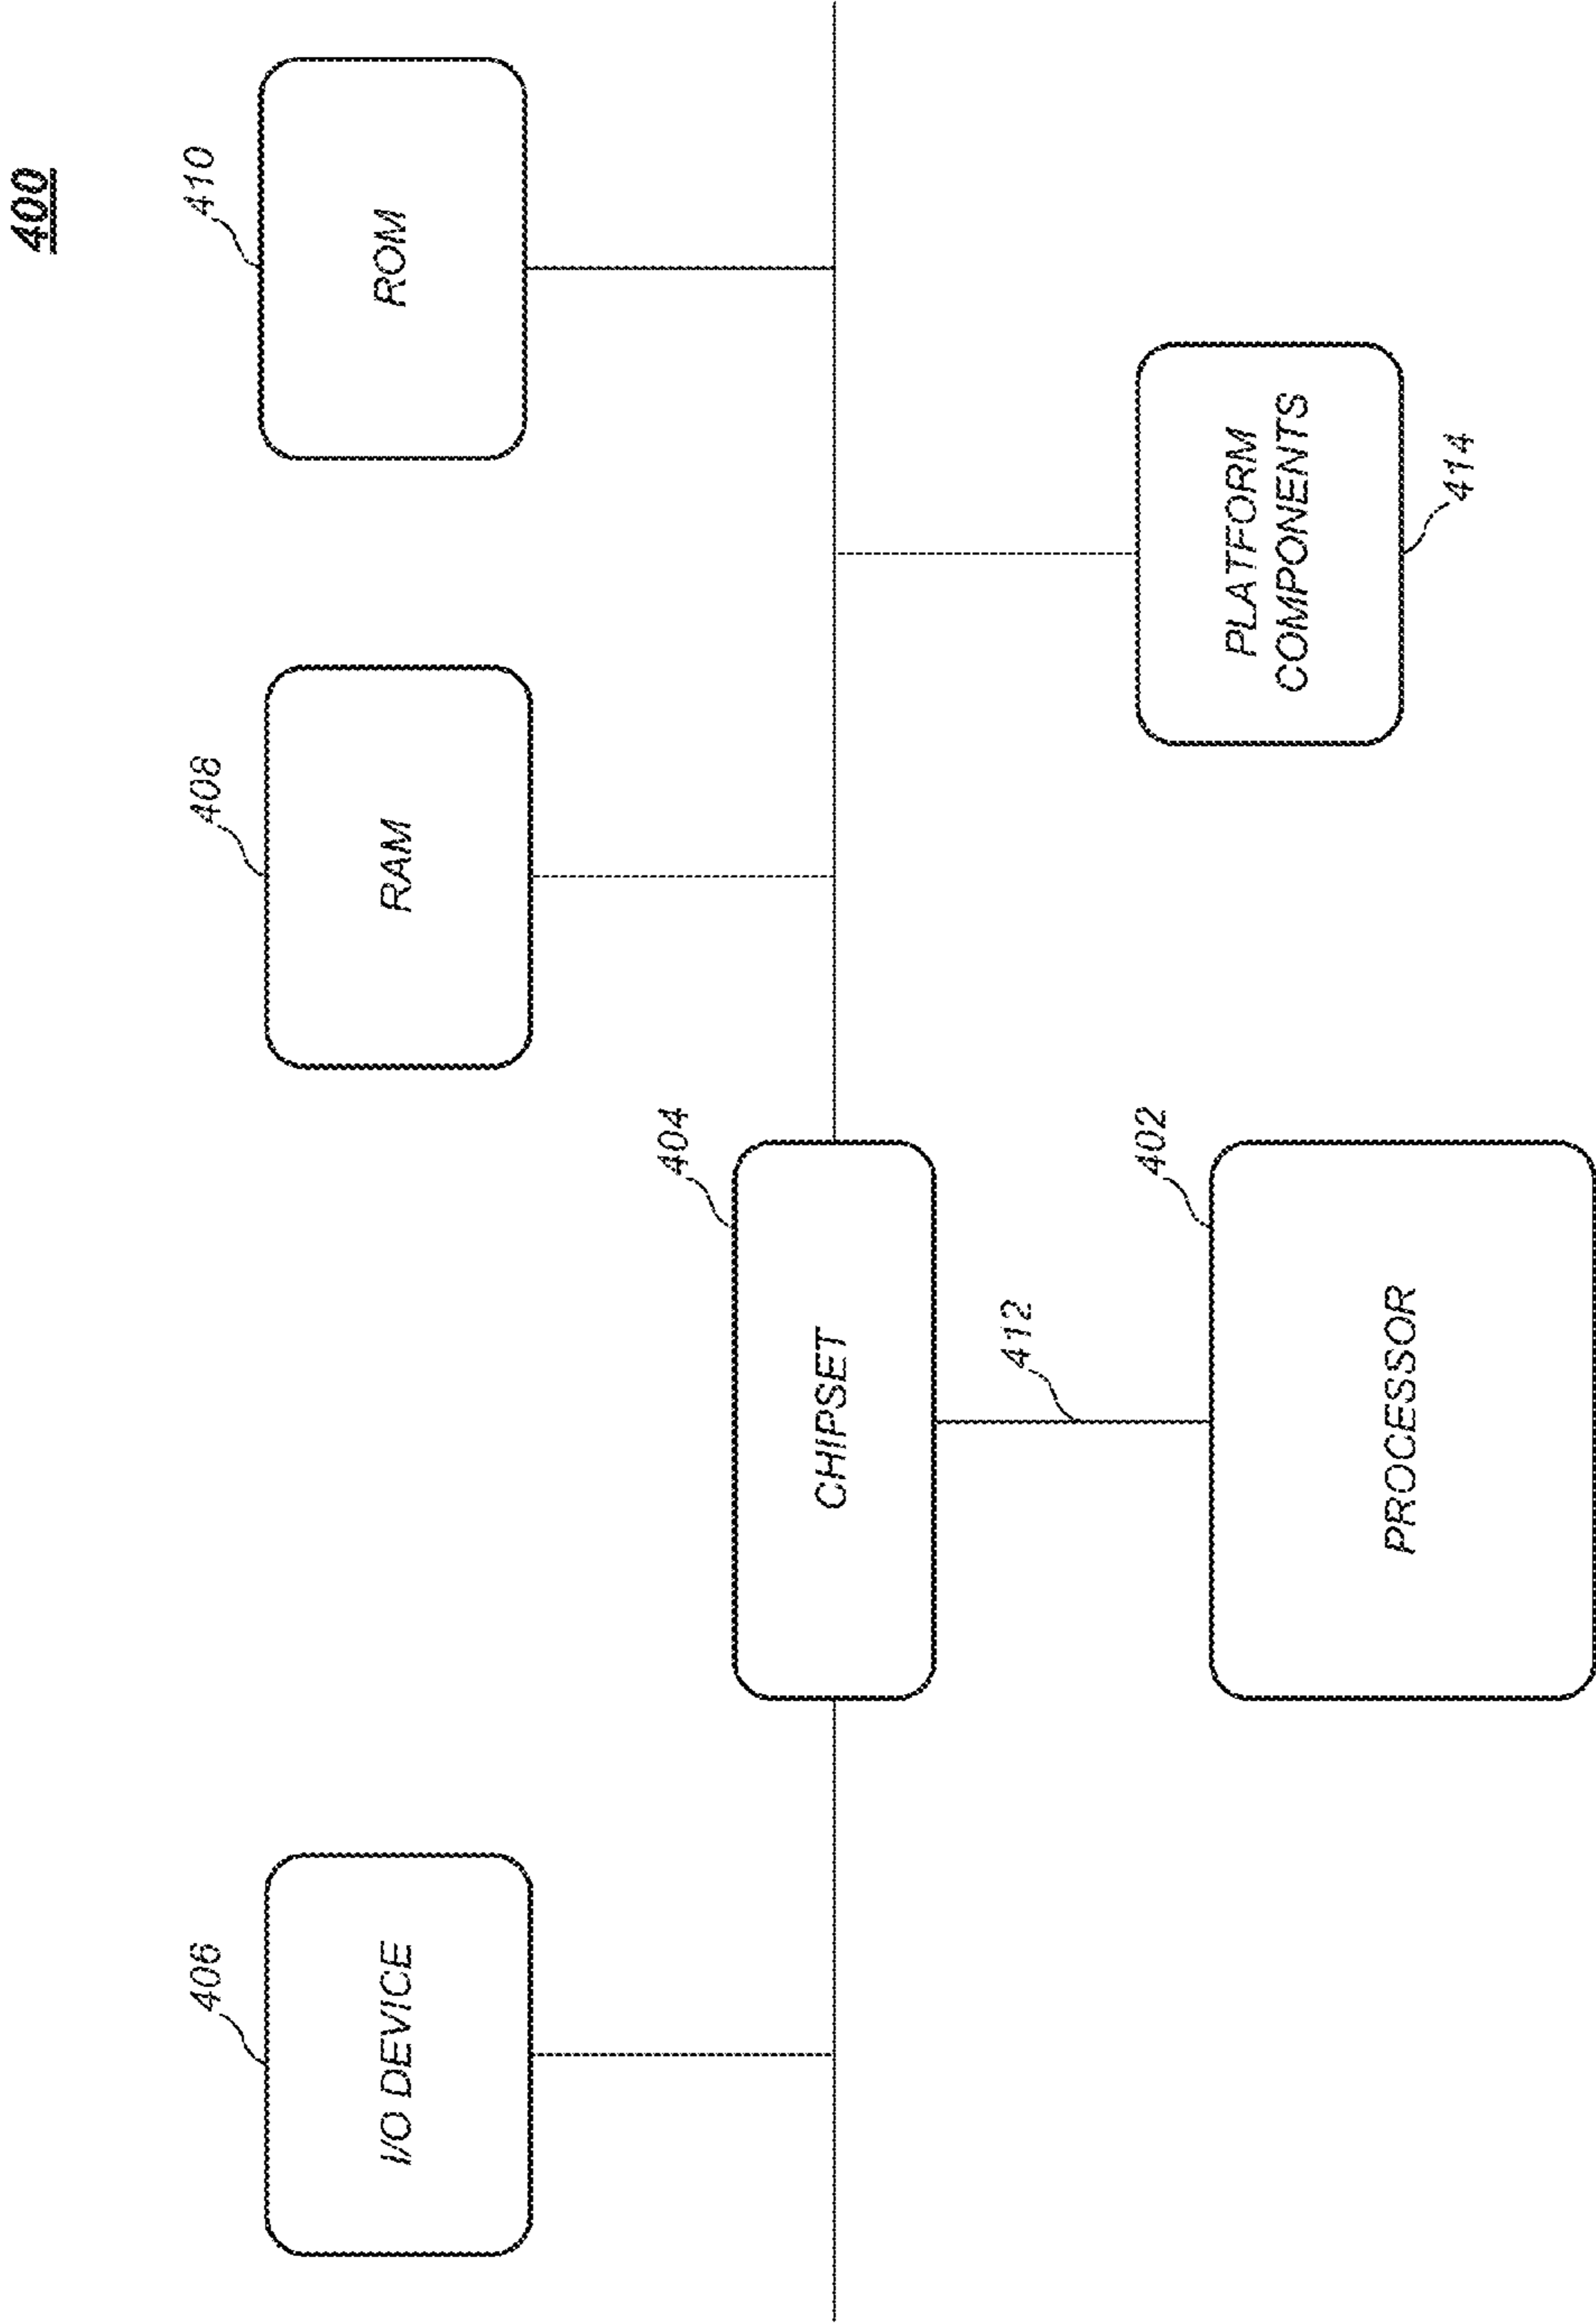 400
406
I/O DEVICE
408
RAM
410
ROM
404
CHIPSET
412
402
PROCESSOR
PLATFORM
COMPONENTS
414